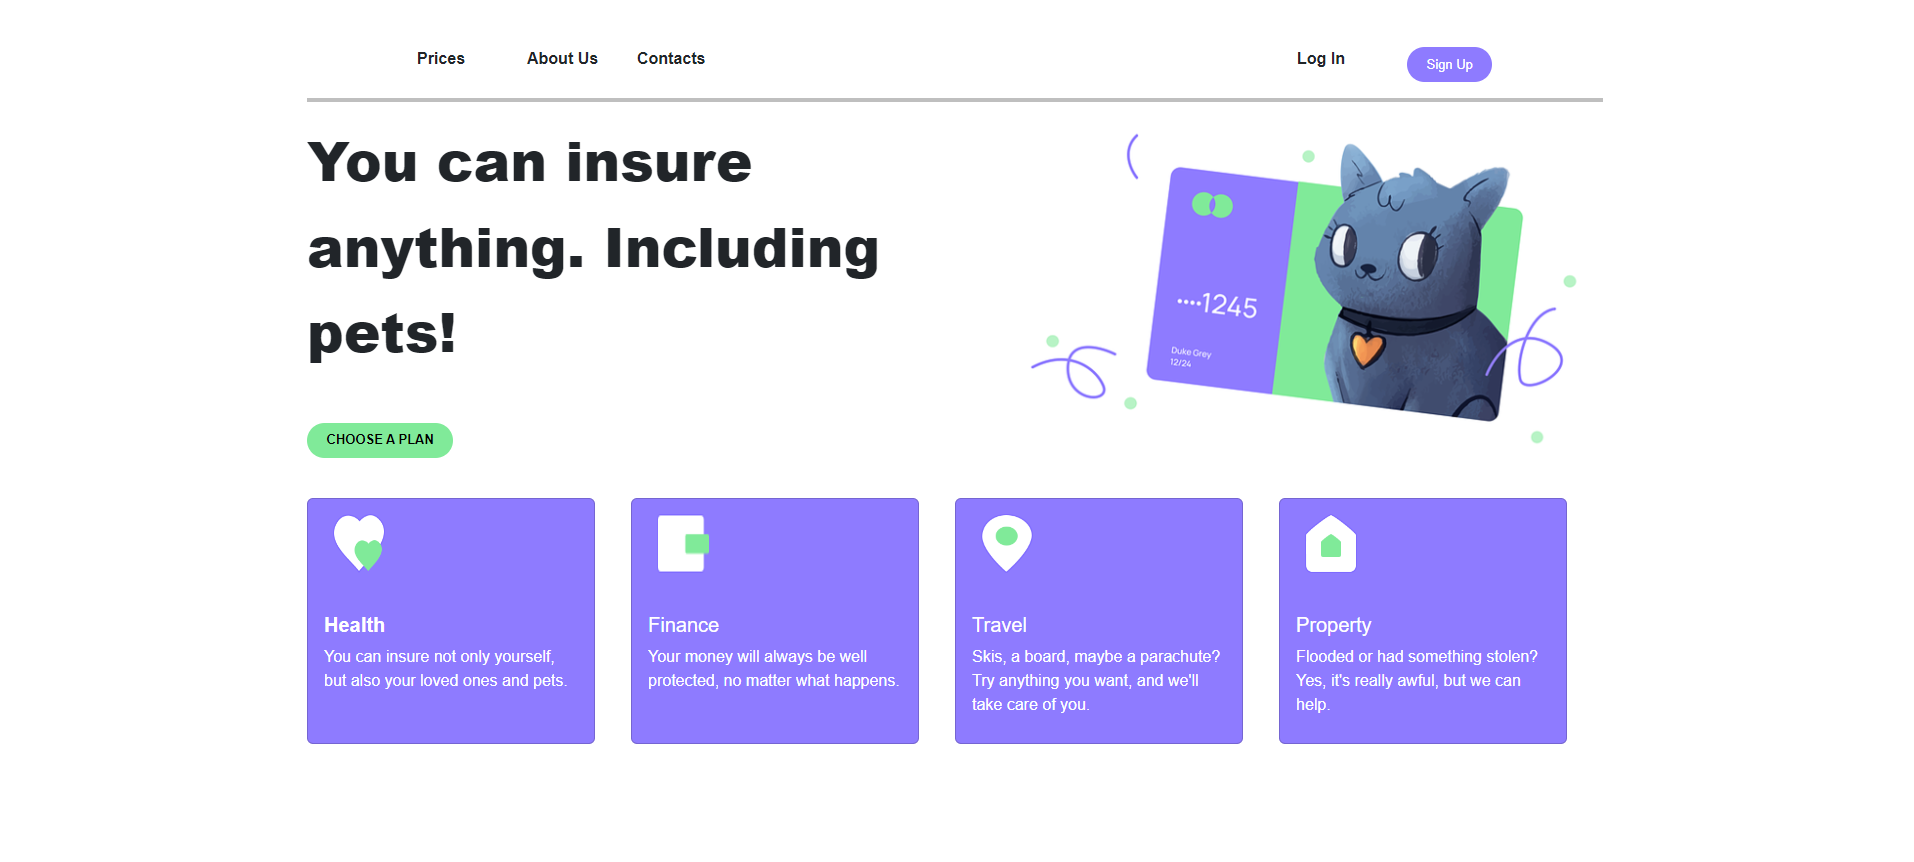 Prices About Us Contacts Log In Sign Up
You can insure
anything. Including
pets!
••••1245
Duke Grey
12/24
CHOOSE A PLAN
Health
You can insure not only yourself,
but also your loved ones and pets.
Finance
Your money will always be well
protected, no matter what happens.
Travel
Skis, a board, maybe a parachute?
Try anything you want, and we'll
take care of you.
Property
Flooded or had something stolen?
Yes, it's really awful, but we can
help.